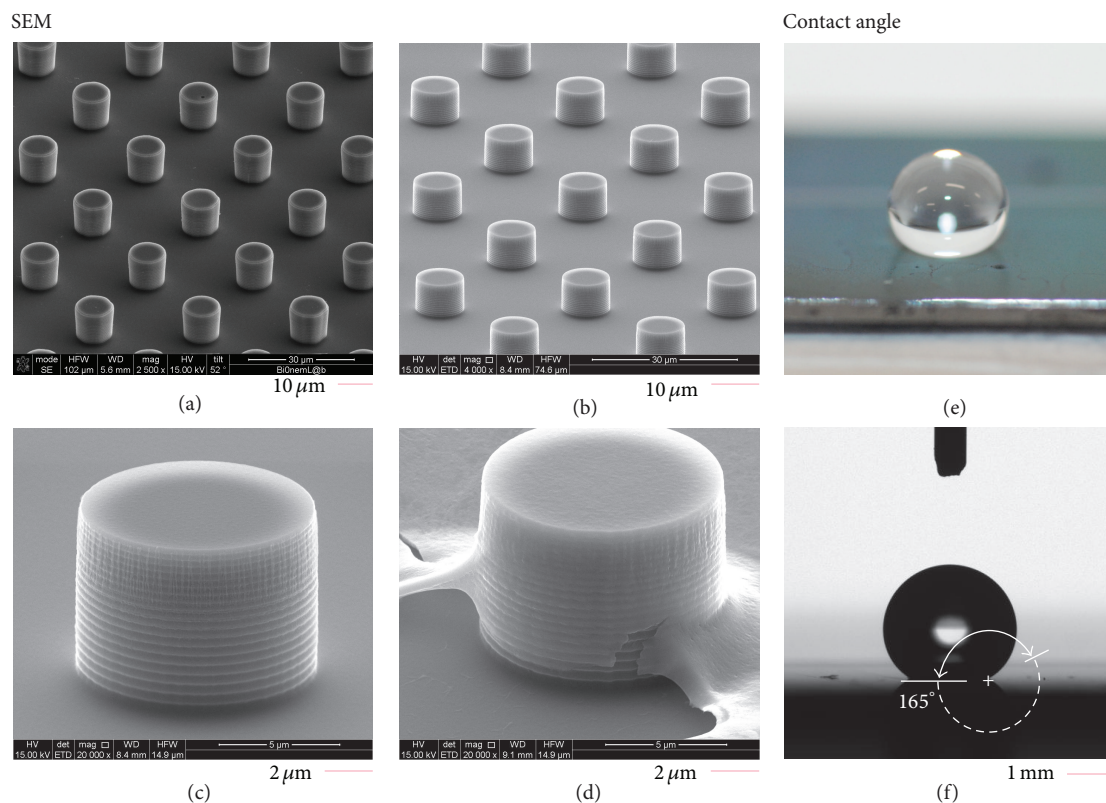 SEM
Contact angle
mode HFW WD mag HV tilt 30 µm
SE 102 µm 5.6 mm 2 500 x 15.00 kV 52 ° Bi0nemL@b
10 μm
(a)
HV det mag WD HFW 30 µm
15.00 kV ETD 4 000 x 8.4 mm 74.6 µm
10 μm
(b)
(e)
HV det mag WD HFW 5 µm
15.00 kV ETD 20 000 x 8.4 mm 14.9 µm
2 μm
(c)
HV det mag WD HFW 5 µm
15.00 kV ETD 20 000 x 9.1 mm 14.9 µm
2 μm
(d)
165°
1 mm
(f)